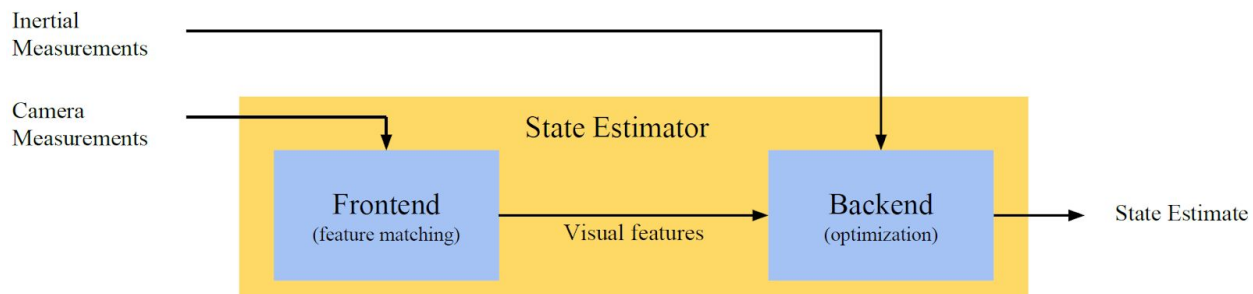 Inertial
Measurements
Camera
Measurements
State Estimator
Frontend
(feature matching)
Visual features
Backend
(optimization)
State Estimate